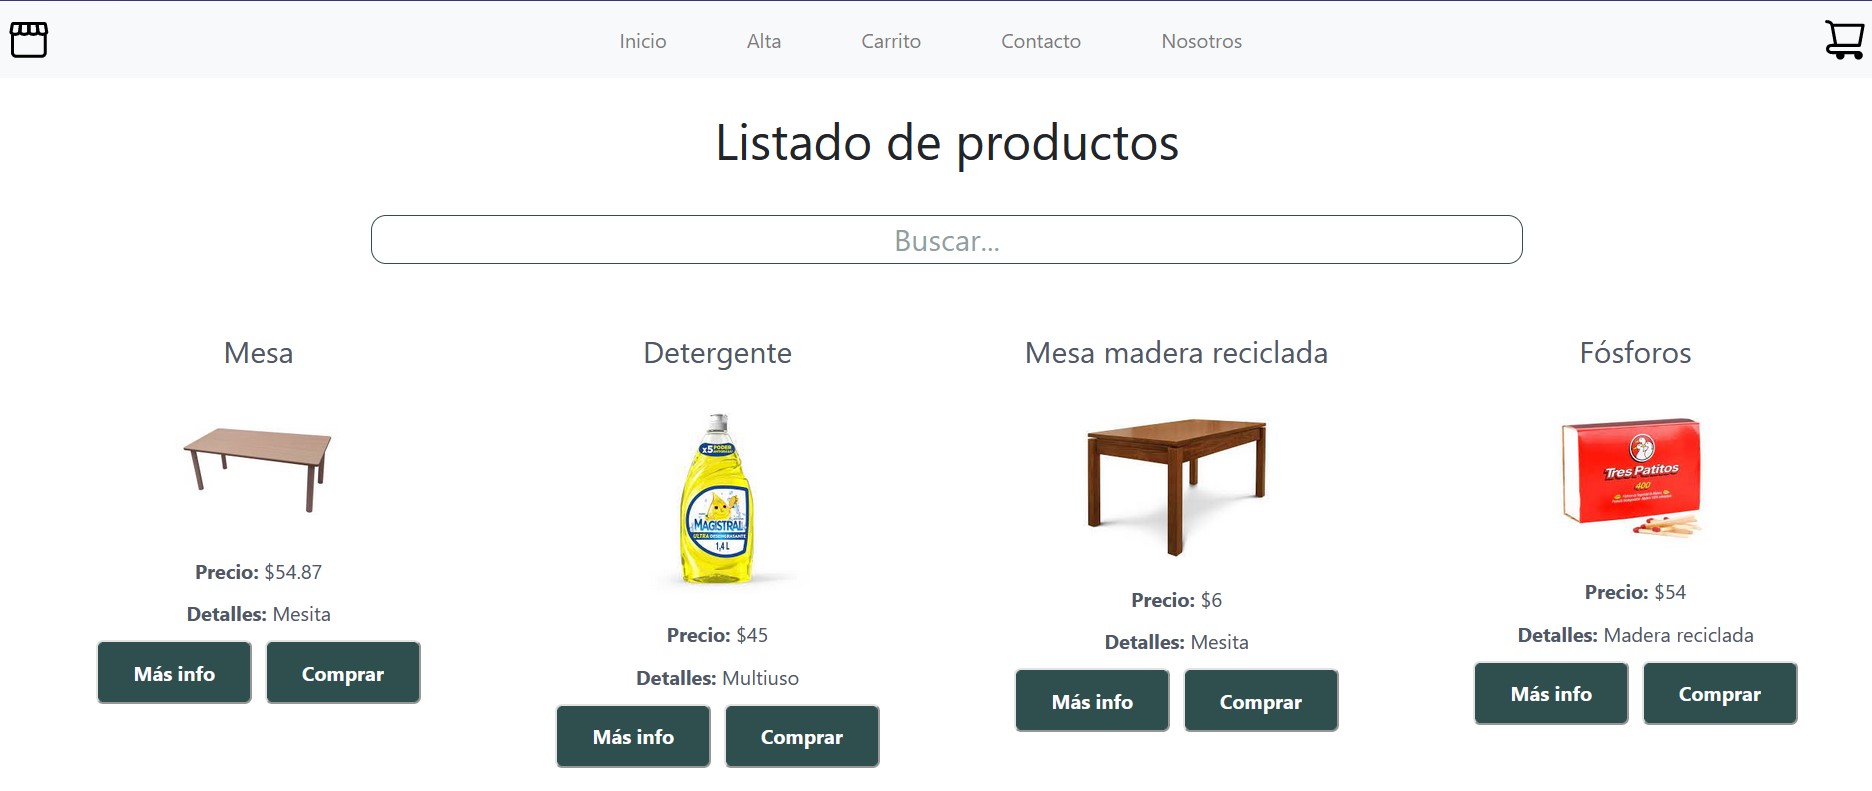 Inicio Alta Carrito Contacto Nosotros
Listado de productos
Buscar...
Mesa
Precio: $54.87
Detalles: Mesita
Más info Comprar
Detergente
x5 PODER
MAGISTRAL
ULTRA DESENGRASANTE
1,4 L
Precio: $45
Detalles: Multiuso
Más info Comprar
Mesa madera reciclada
Precio: $6
Detalles: Mesita
Más info Comprar
Fósforos
Tres Patitos
400
Precio: $54
Detalles: Madera reciclada
Más info Comprar